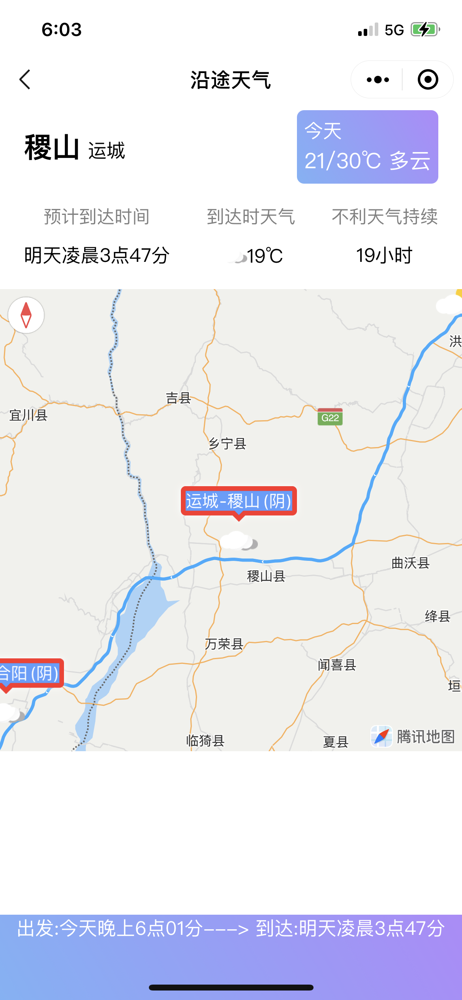 6:03
5G
沿途天气
稷山 运城
今天
21/30℃ 多云
预计到达时间
到达时天气
不利天气持续
明天凌晨3点47分
19℃
19小时
洪
吉县
宜川县
G22
乡宁县
运城-稷山(阴)
曲沃县
稷山县
绛县
万荣县
闻喜县
合阳(阴)
垣
临猗县
夏县
腾讯地图
出发:今天晚上6点01分---> 到达:明天凌晨3点47分